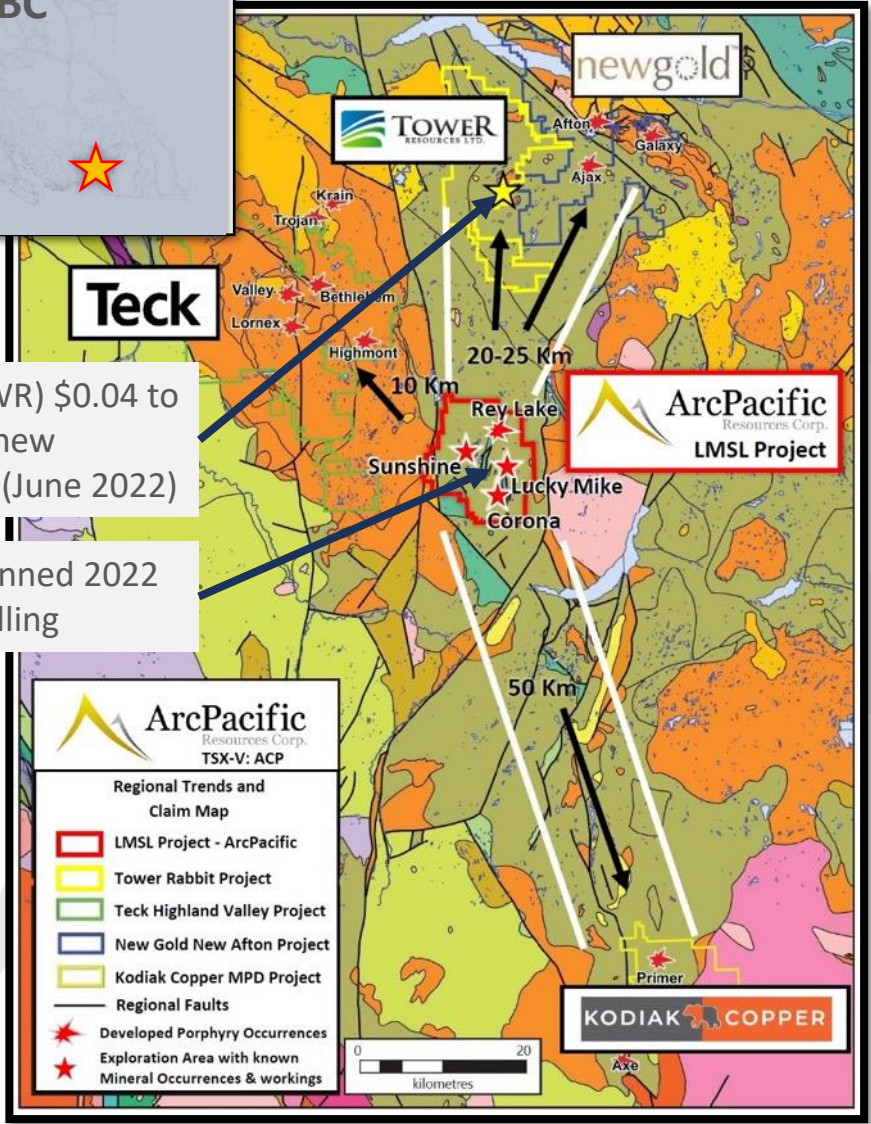 BC
newgold™
TOWER
RESOURCES LTD.
Afton
Galaxy
Ajax
Krain
Trojan
Teck
Valley
Bethlehem
Lornex
Highmont
20-25 Km
10 Km
WR) $0.04 to
new
(June 2022)
Rey Lake
Sunshine
Lucky Mike
Corona
ArcPacific
Resources Corp.
LMSL Project
nned 2022
lling
50 Km
ArcPacific
Resources Corp.
TSX-V: ACP
Regional Trends and
Claim Map
LMSL Project - ArcPacific
Tower Rabbit Project
Teck Highland Valley Project
New Gold New Afton Project
Kodiak Copper MPD Project
Regional Faults
Developed Porphyry Occurrences
Exploration Area with known
Mineral Occurrences & workings
0 20
kilometres
Primer
KODIAK COPPER
Axe